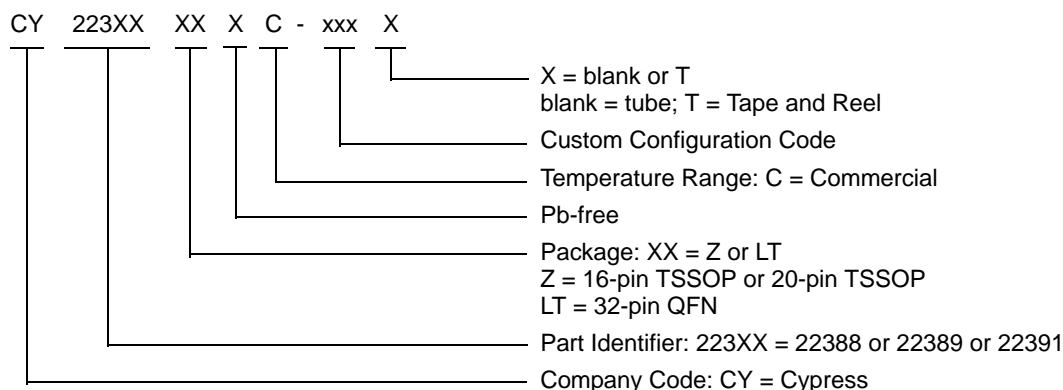 CY 223XX XX X C - xxx X
X = blank or T
blank = tube; T = Tape and Reel
Custom Configuration Code
Temperature Range: C = Commercial
Pb-free
Package: XX = Z or LT
Z = 16-pin TSSOP or 20-pin TSSOP
LT = 32-pin QFN
Part Identifier: 223XX = 22388 or 22389 or 22391
Company Code: CY = Cypress